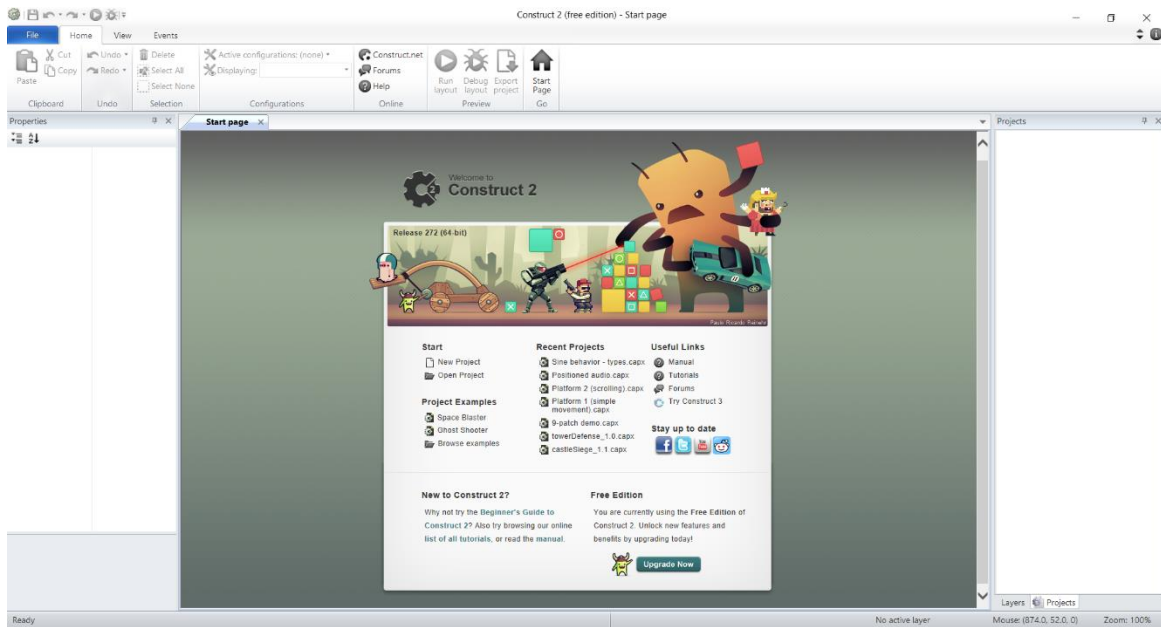 Construct 2 (free edition) - Start page
File Home View Events
Paste
Cut
Copy
Clipboard
Undo
Redo
Undo
Delete
Select All
Select None
Selection
Active configurations: (none)
Displaying:
Configurations
Construct.net
Forums
Help
Online
Run layout
Debug layout
Export project
Preview
Start Page
Go
Properties
Start page
Projects
Welcome to
Construct 2
Release 272 (64-bit)
Start
New Project
Open Project
Project Examples
Space Blaster
Ghost Shooter
Browse examples
Recent Projects
Sine behavior - types.capx
Positioned audio.capx
Platform 2 (scrolling).capx
Platform 1 (simple
movement).capx
9-patch demo.capx
towerDefense_1.0.capx
castleSiege_1.1.capx
Useful Links
Manual
Tutorials
Forums
Try Construct 3
Stay up to date
New to Construct 2?
Why not try the Beginner's Guide to
Construct 2? Also try browsing our online
list of all tutorials, or read the manual.
Free Edition
You are currently using the Free Edition of
Construct 2. Unlock new features and
benefits by upgrading today!
Upgrade Now
Layers Projects
Ready
No active layer
Mouse: (874.0, 52.0, 0)
Zoom: 100%